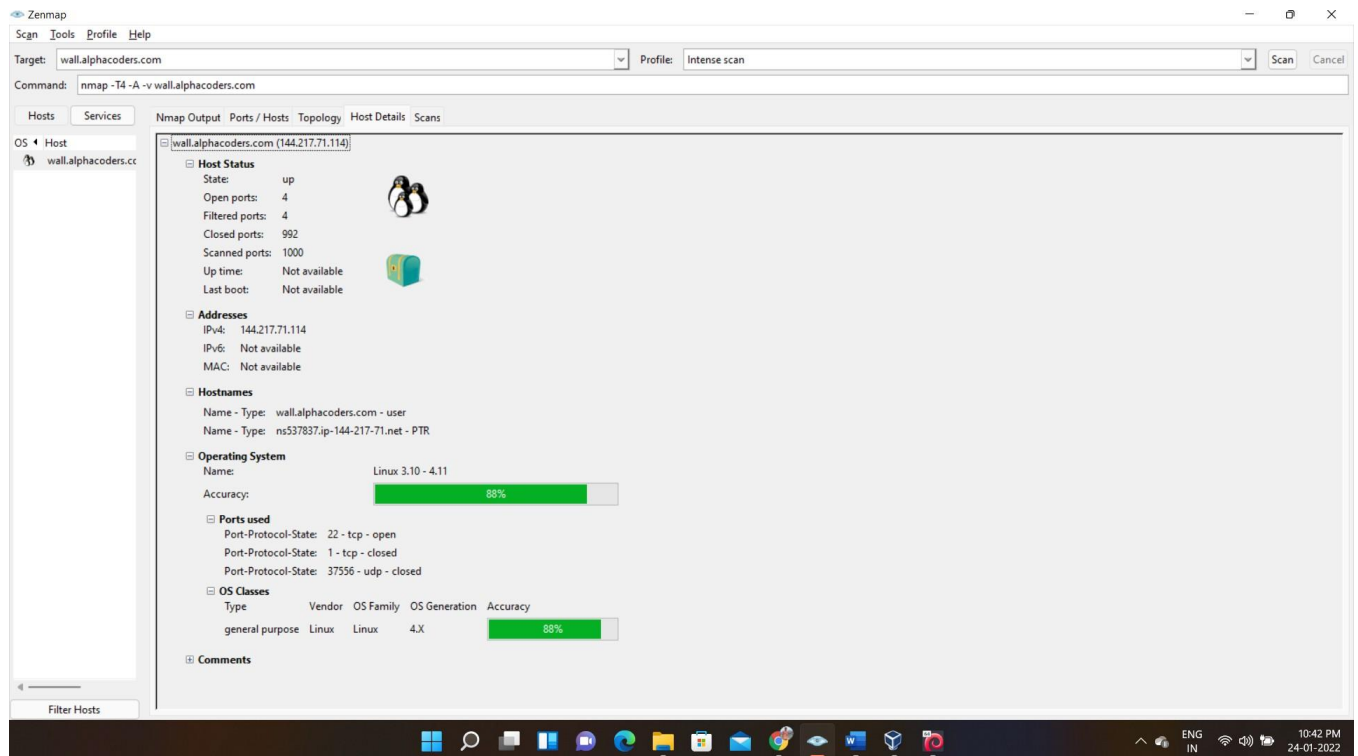 Zenmap
Scan Tools Profile Help
Target: wall.alphacoders.com Profile: Intense scan Scan Cancel
Command: nmap -T4 -A -v wall.alphacoders.com
Hosts Services Nmap Output Ports / Hosts Topology Host Details Scans
OS Host
wall.alphacoders.cc
wall.alphacoders.com (144.217.71.114)
Host Status
State: up
Open ports: 4
Filtered ports: 4
Closed ports: 992
Scanned ports: 1000
Up time: Not available
Last boot: Not available
Addresses
IPv4: 144.217.71.114
IPv6: Not available
MAC: Not available
Hostnames
Name - Type: wall.alphacoders.com - user
Name - Type: ns537837.ip-144-217-71.net - PTR
Operating System
Name: Linux 3.10 - 4.11
Accuracy: 88%
Ports used
Port-Protocol-State: 22 - tcp - open
Port-Protocol-State: 1 - tcp - closed
Port-Protocol-State: 37556 - udp - closed
OS Classes
Type Vendor OS Family OS Generation Accuracy
general purpose Linux Linux 4.X 88%
Comments
Filter Hosts
ENG
IN
10:42 PM
24-01-2022